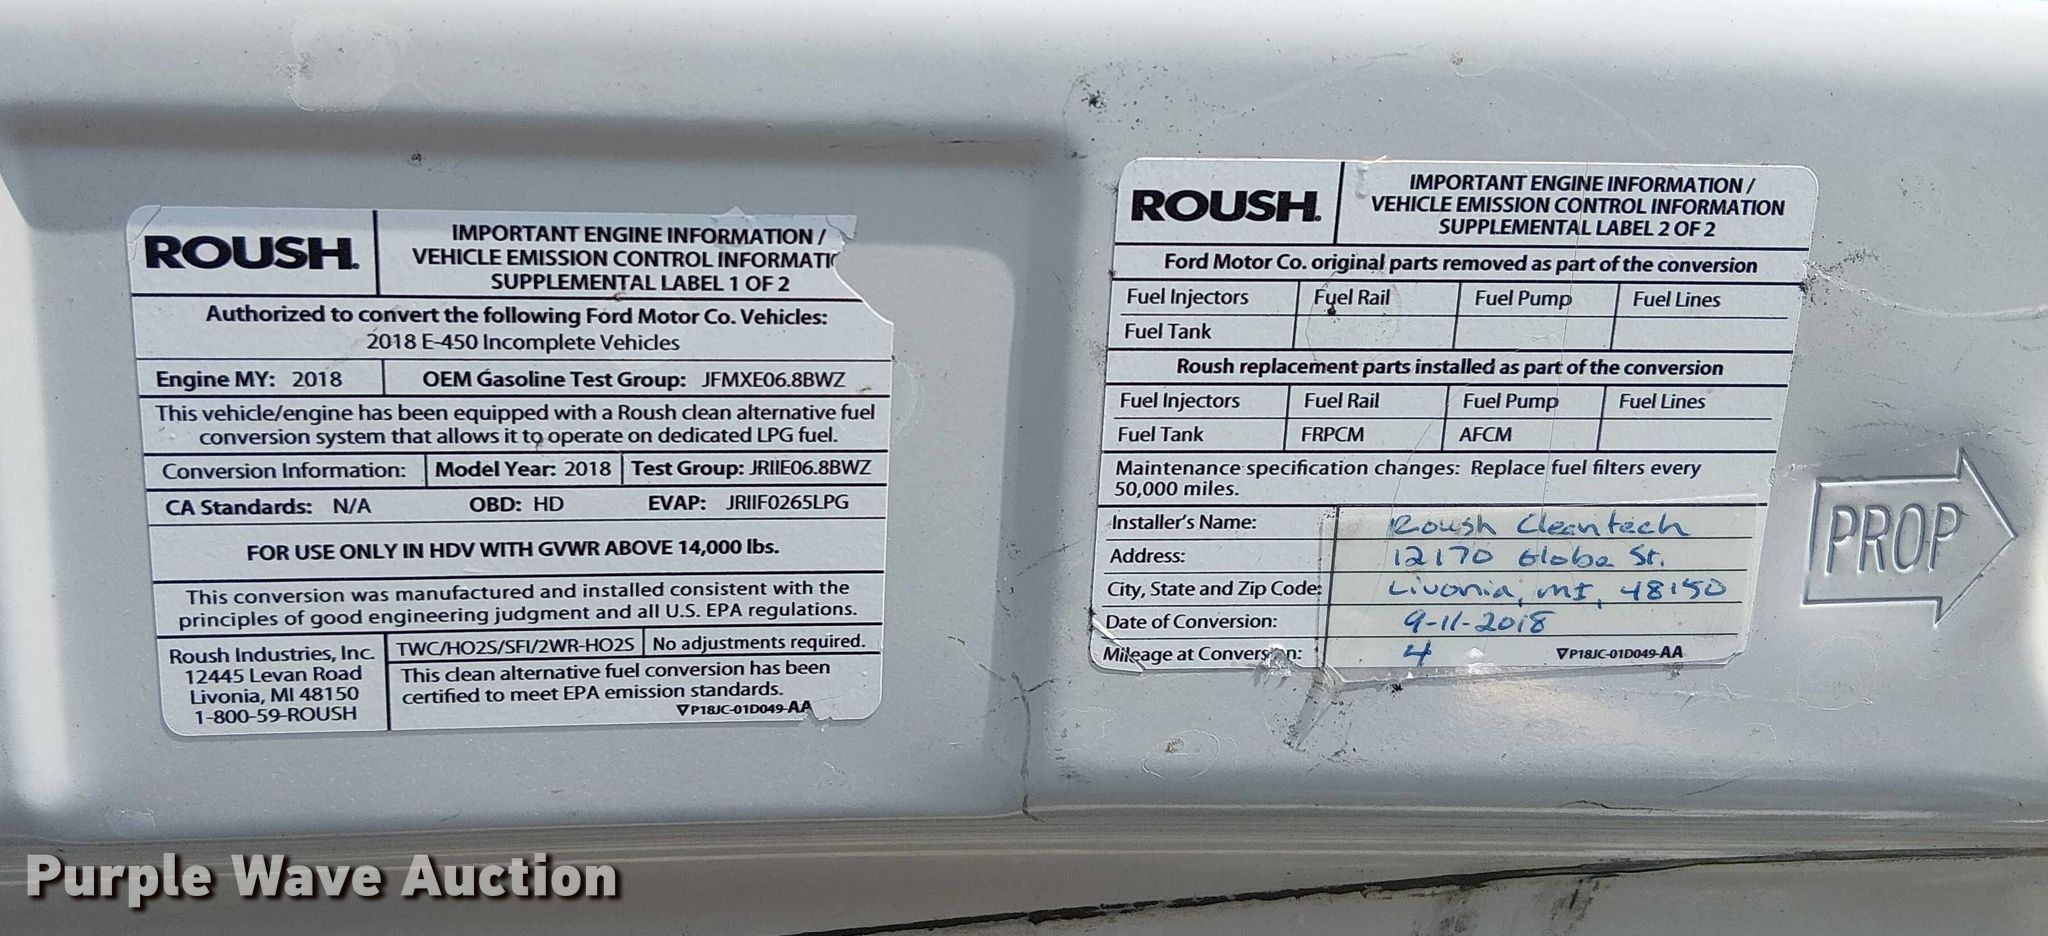 ROUSH.
IMPORTANT ENGINE INFORMATION /
VEHICLE EMISSION CONTROL INFORMATI
SUPPLEMENTAL LABEL 1 OF 2
Authorized to convert the following Ford Motor Co. Vehicles:
2018 E-450 Incomplete Vehicles
Engine MY: 2018 OEM Gasoline Test Group: JFMXE06.8BWZ
This vehicle/engine has been equipped with a Roush clean alternative fuel
conversion system that allows it to operate on dedicated LPG fuel.
Conversion Information: Model Year: 2018 Test Group: JRIIE06.8BWZ
CA Standards: N/A OBD: HD EVAP: JRIIF0265LPG
FOR USE ONLY IN HDV WITH GVWR ABOVE 14,000 lbs.
This conversion was manufactured and installed consistent with the
principles of good engineering judgment and all U.S. EPA regulations.
Roush Industries, Inc.
12445 Levan Road
Livonia, MI 48150
1-800-59-ROUSH
TWC/HO2S/SFI/2WR-HO2S No adjustments required.
This clean alternative fuel conversion has been
certified to meet EPA emission standards.
P18JC-01D049-AA
ROUSH.
IMPORTANT ENGINE INFORMATION /
VEHICLE EMISSION CONTROL INFORMATION
SUPPLEMENTAL LABEL 2 OF 2
Ford Motor Co. original parts removed as part of the conversion
Fuel Injectors Fuel Rail Fuel Pump Fuel Lines
Fuel Tank
Roush replacement parts installed as part of the conversion
Fuel Injectors Fuel Rail Fuel Pump Fuel Lines
Fuel Tank FRPCM AFCM
Maintenance specification changes: Replace fuel filters every
50,000 miles.
Installer's Name: Roush Cleantech
Address: 12170 Globe St.
City, State and Zip Code: Livonia, MI, 48150
Date of Conversion: 9-11-2018
Mileage at Conversion: 4 P18JC-01D049-AA
PROP
Purple Wave Auction